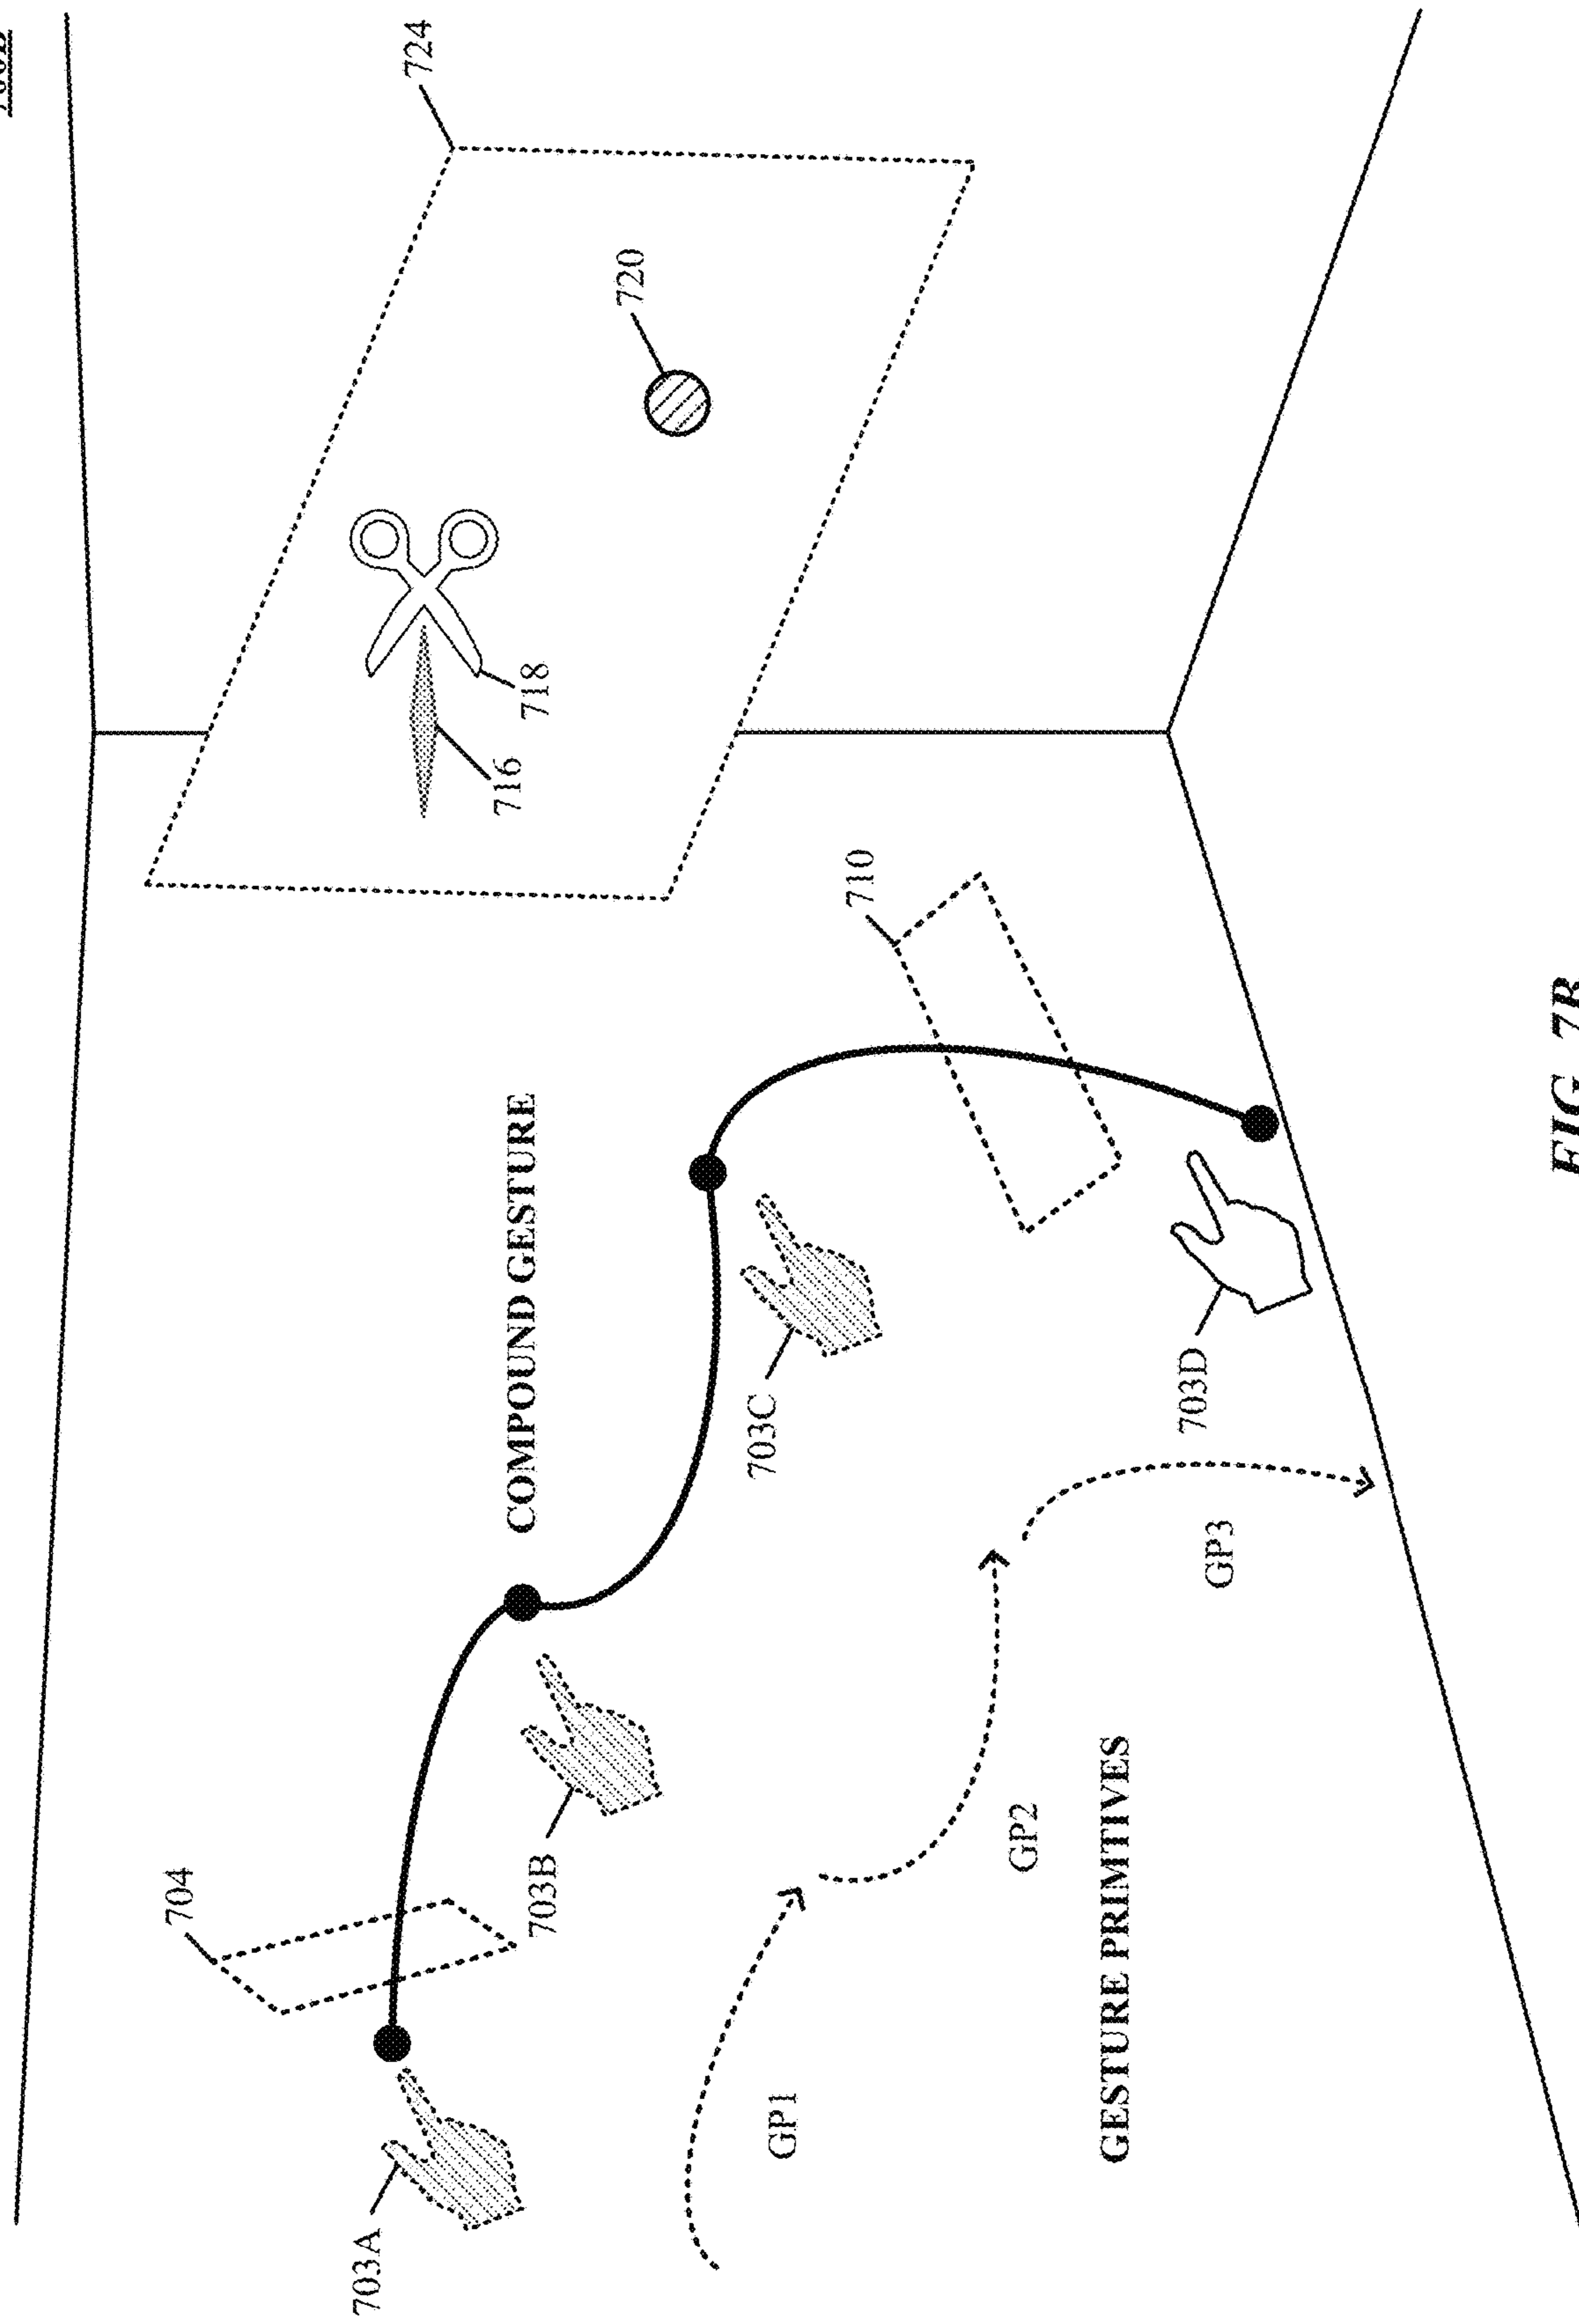 704
703A
724
COMPOUND GESTURE
716
718
703B
720
703C
GP1
710
GP2
GESTURE PRIMITIVES
703D
GP3
FIG. 7B